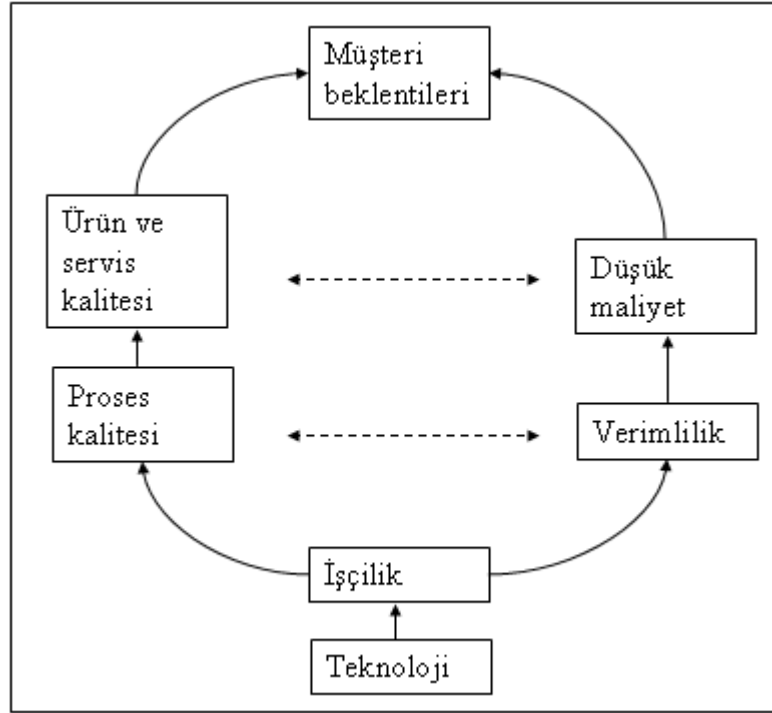 Müşteri
beklentileri
Ürün ve
servis
kalitesi
Düşük
maliyet
Proses
kalitesi
Verimlilik
İşçilik
Teknoloji